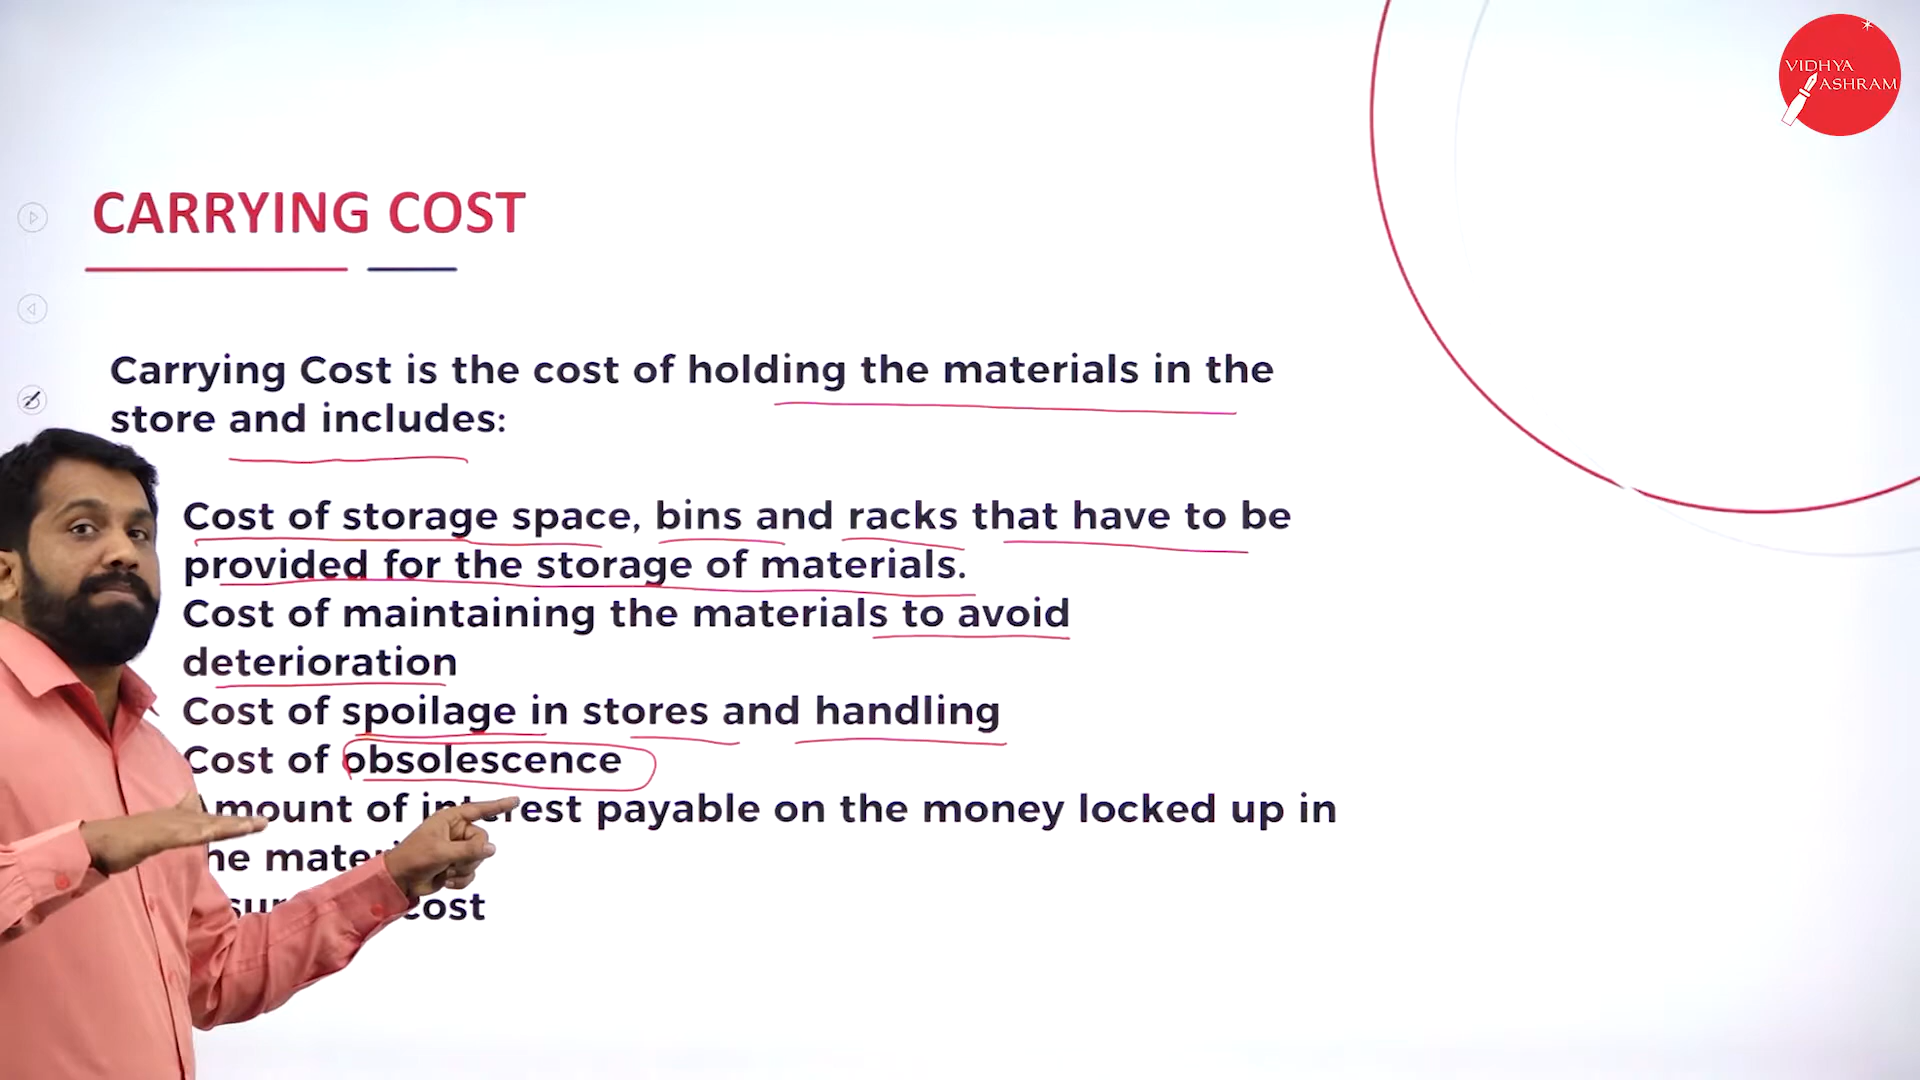 VIDHYA
ASHRAM
CARRYING COST
Carrying Cost is the cost of holding the materials in the
store and includes:
Cost of storage space, bins and racks that have to be
provided for the storage of materials.
Cost of maintaining the materials to avoid
deterioration
Cost of spoilage in stores and handling
Cost of obsolescence
Amount of interest payable on the money locked up in
the
cost